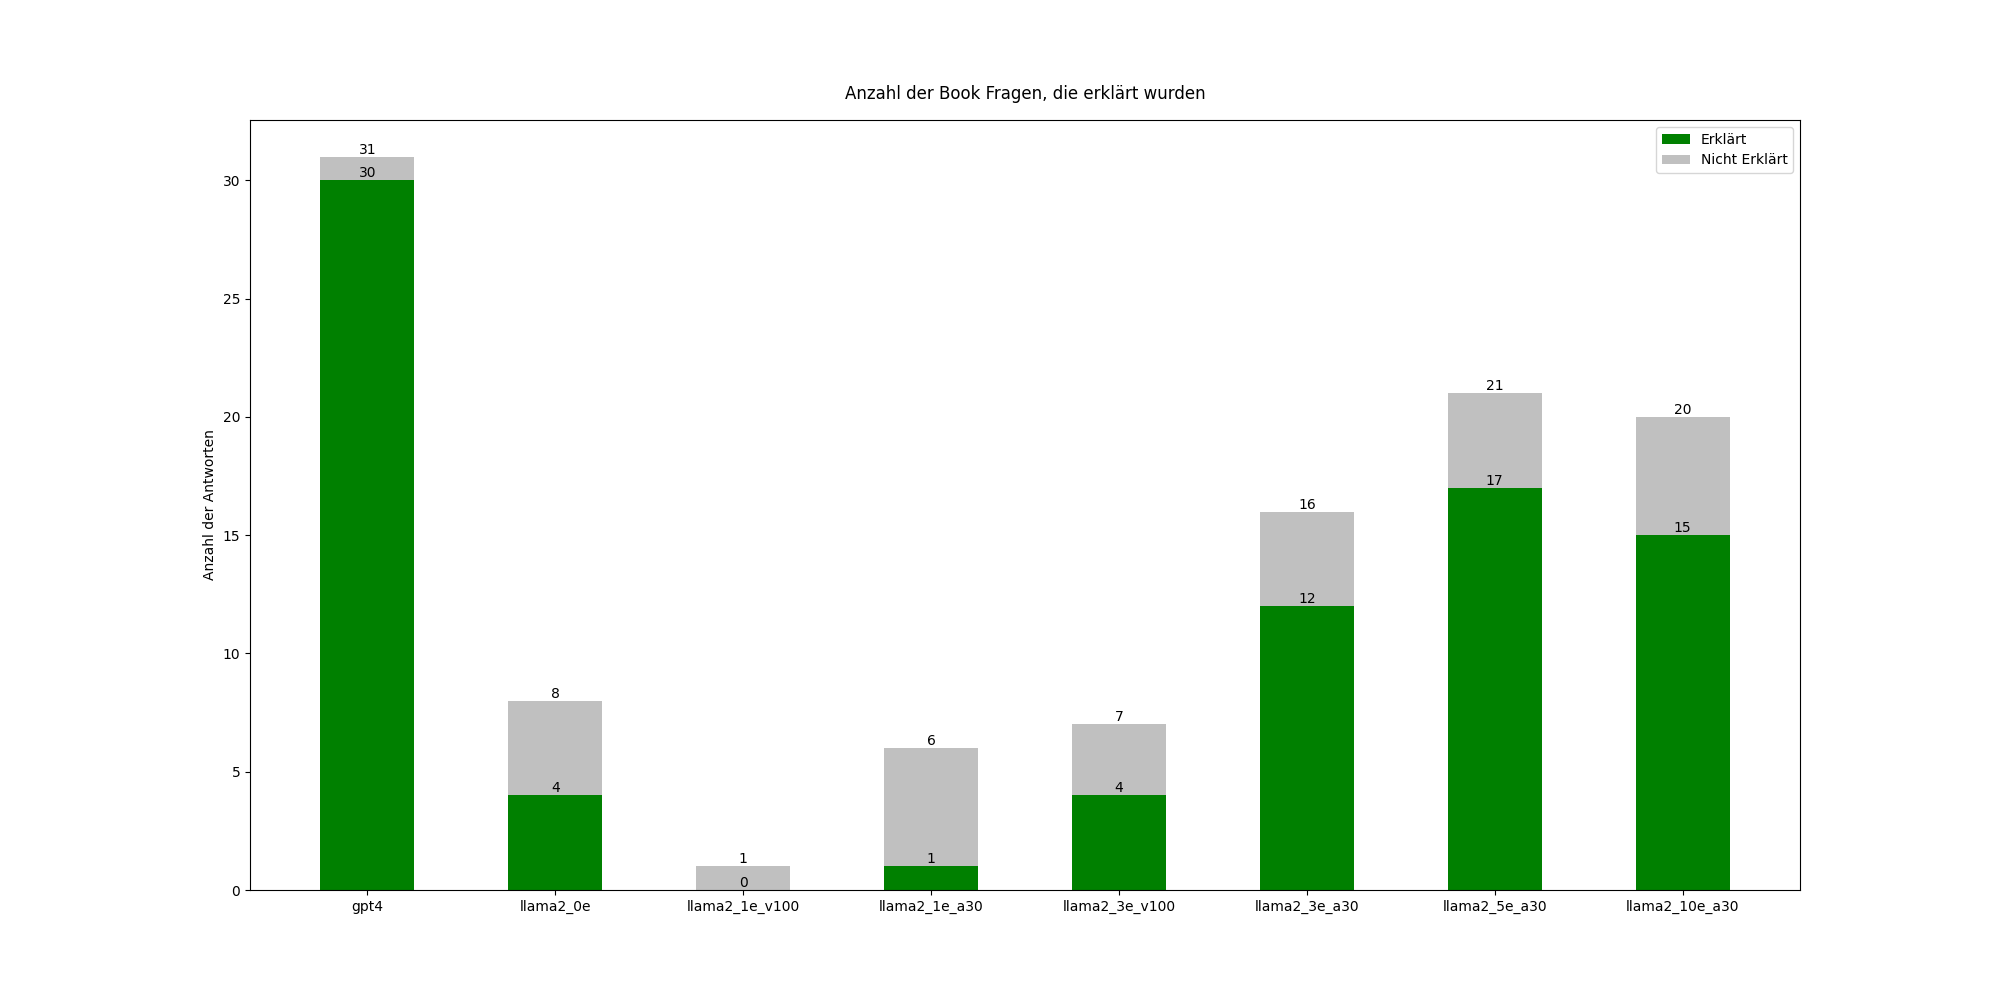 Anzahl der Book Fragen, die erklärt wurden
Erklärt
Nicht Erklärt
Anzahl der Antworten
30
25
20
15
10
5
0
31
30
8
4
1
0
6
1
7
4
16
12
21
17
20
15
gpt4
llama2_0e
llama2_1e_v100
llama2_1e_a30
llama2_3e_v100
llama2_3e_a30
llama2_5e_a30
llama2_10e_a30